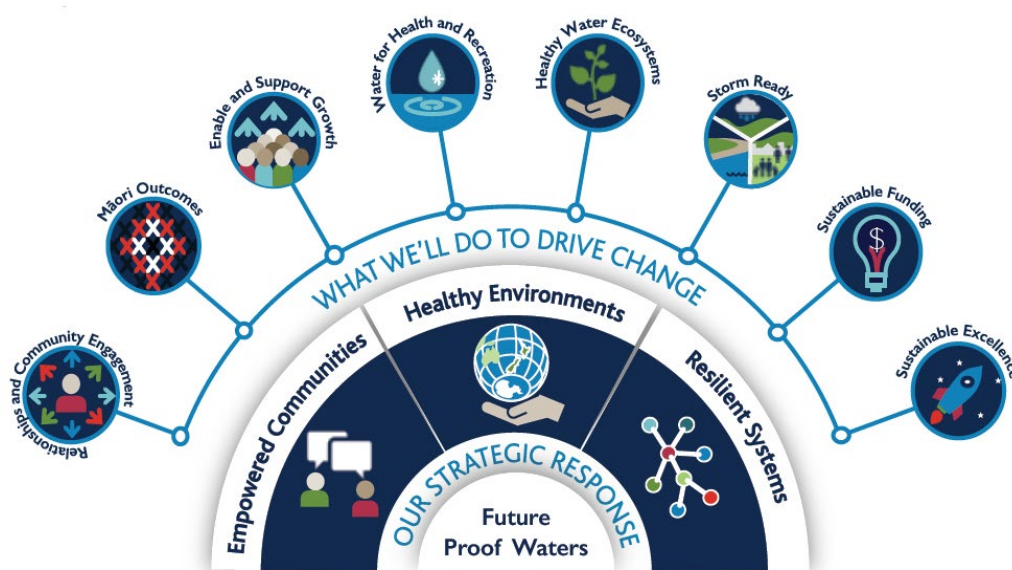 Relationships and Community Engagement
Māori Outcomes
Enable and Support Growth
Water for Health and Recreation
Healthy Water Ecosystems
Storm Ready
Sustainable Funding
Sustainable Excellence
WHAT WE'LL DO TO DRIVE CHANGE
Empowered Communities
Healthy Environments
Resilient Systems
OUR STRATEGIC RESPONSE
Future
Proof Waters
$